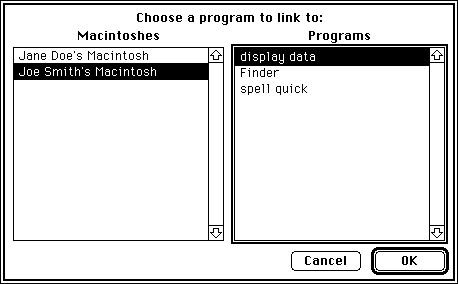 Choose a program to link to:
Macintoshes
Programs
Jane Doe's Macintosh
Joe Smith's Macintosh
display data
Finder
spell quick
Cancel
OK